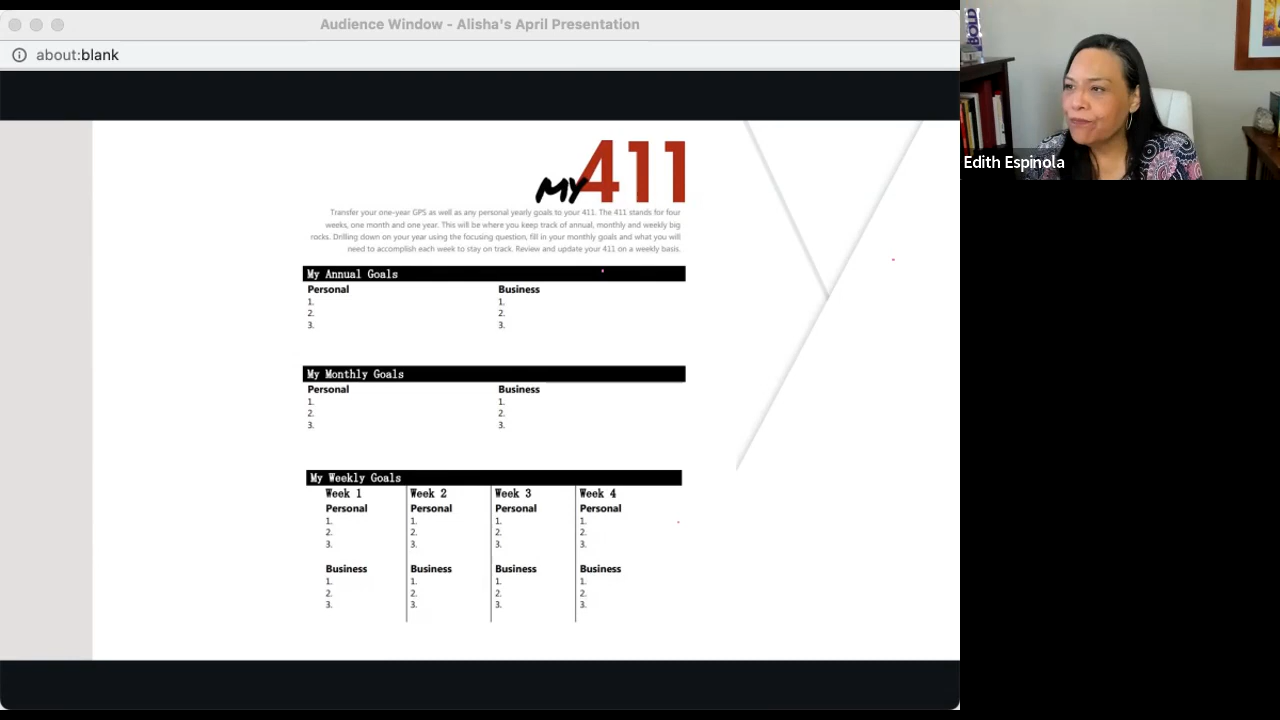 Audience Window - Alisha's April Presentation
about:blank
MY 411
Transfer your one-year GPS as well as any personal yearly goals to your 411. The 411 stands for four
weeks, one month and one year. This will be where you keep track of annual, monthly and weekly big
rocks. Drilling down on your year using the focusing question, fill in your monthly goals and what you will
need to accomplish each week to stay on track. Review and update your 411 on a weekly basis.
My Annual Goals
Personal Business
1. 1.
2. 2.
3. 3.
My Monthly Goals
Personal Business
1. 1.
2. 2.
3. 3.
My Weekly Goals
Week 1 Week 2 Week 3 Week 4
Personal Personal Personal Personal
1. 1. 1. 1.
2. 2. 2. 2.
3. 3. 3. 3.
Business Business Business Business
1. 1. 1. 1.
2. 2. 2. 2.
3. 3. 3. 3.
Edith Espinola